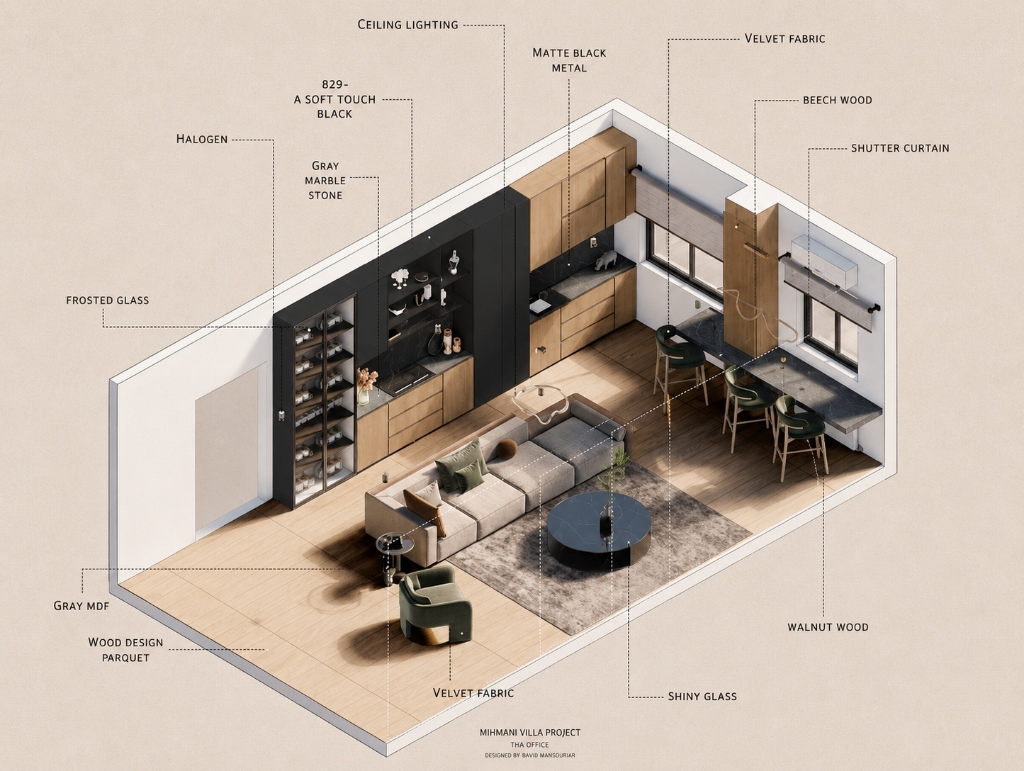 CEILING LIGHTING
VELVET FABRIC
MATTE BLACK
METAL
829-
A SOFT TOUCH
BLACK
BEECH WOOD
HALOGEN
SHUTTER CURTAIN
GRAY
MARBLE
STONE
FROSTED GLASS
GRAY MDF
WOOD DESIGN
PARQUET
WALNUT WOOD
VELVET FABRIC
SHINY GLASS
MIHMANI VILLA PROJECT
THA OFFICE
DESIGNED BY BAVID MANSOURIAR